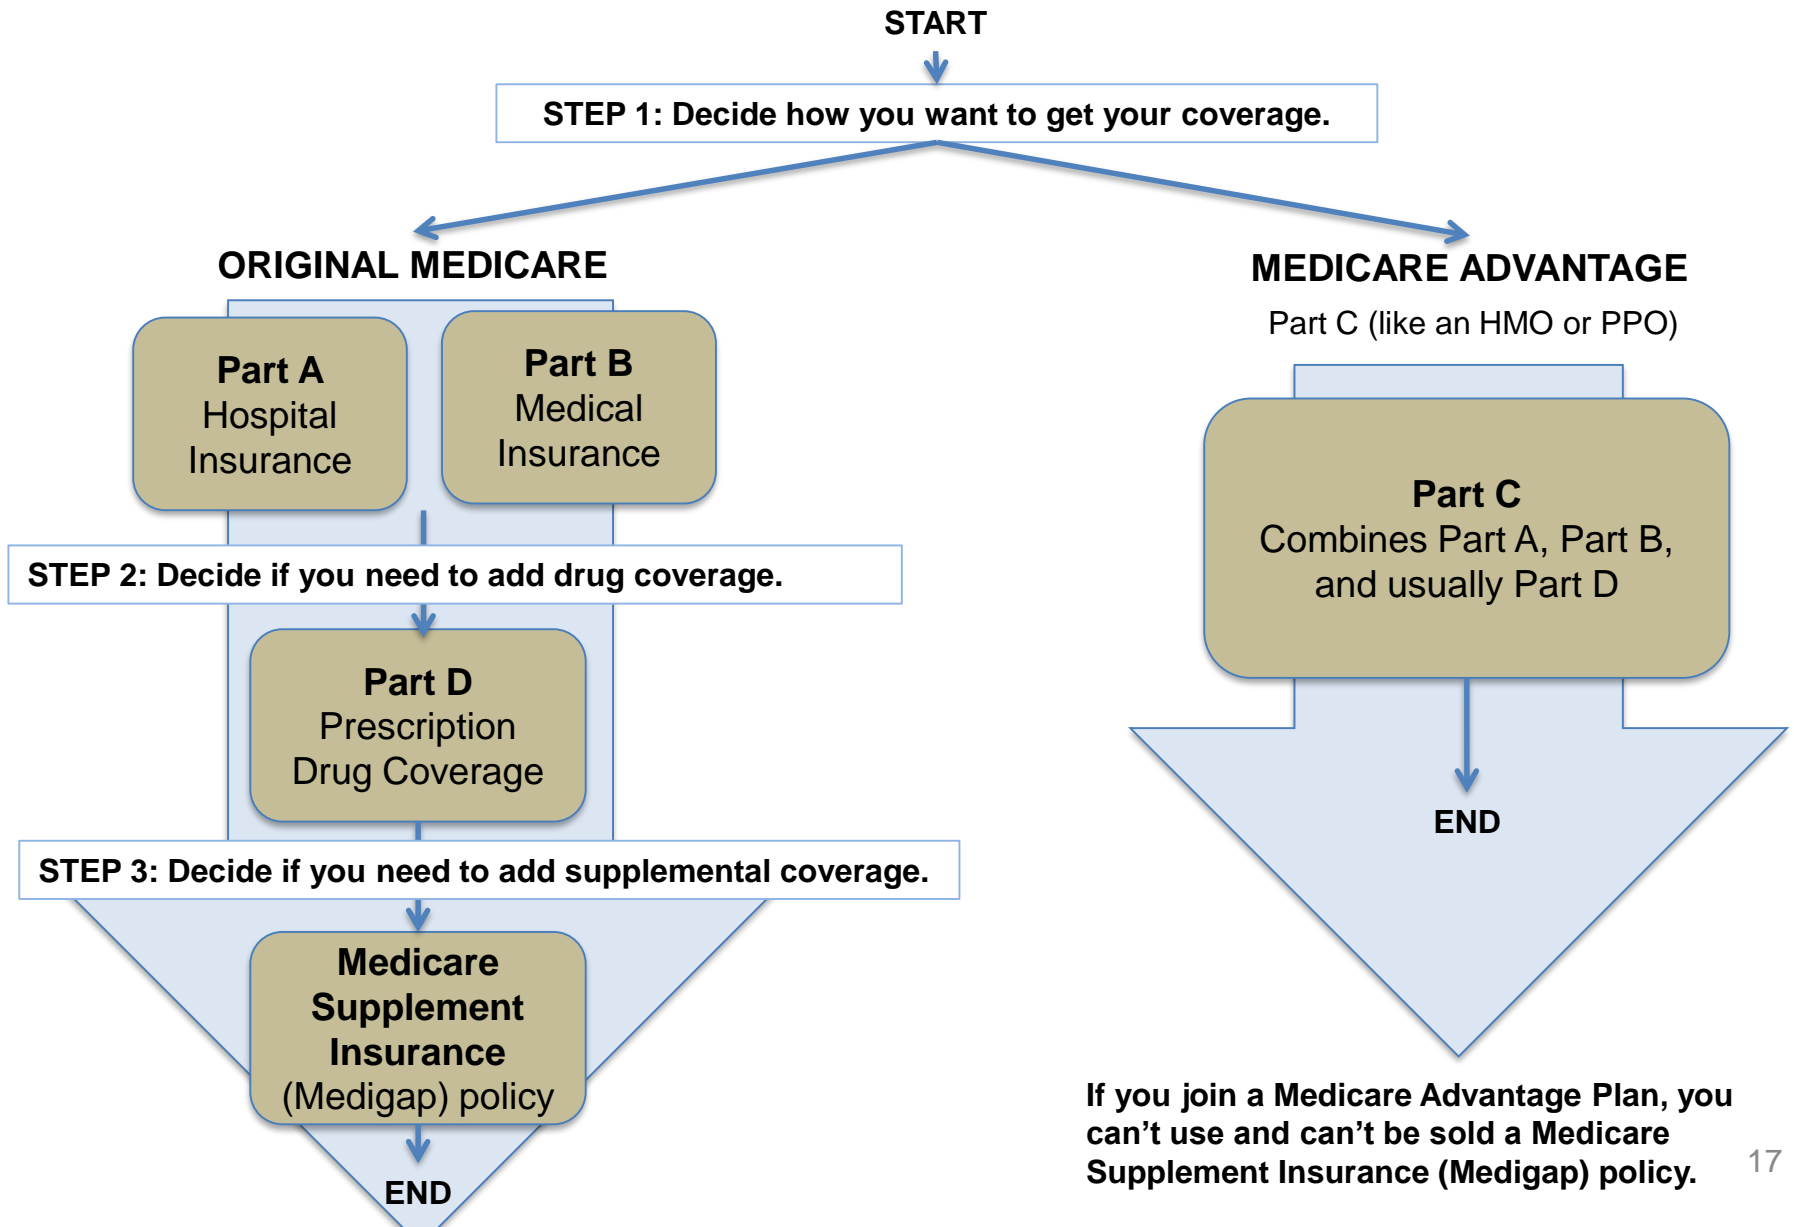 START
STEP 1: Decide how you want to get your coverage.
ORIGINAL MEDICARE
Part A
Hospital
Insurance
Part B
Medical
Insurance
STEP 2: Decide if you need to add drug coverage.
Part D
Prescription
Drug Coverage
STEP 3: Decide if you need to add supplemental coverage.
Medicare
Supplement
Insurance
(Medigap) policy
END
MEDICARE ADVANTAGE
Part C (like an HMO or PPO)
Part C
Combines Part A, Part B,
and usually Part D
END
If you join a Medicare Advantage Plan, you
can’t use and can’t be sold a Medicare
Supplement Insurance (Medigap) policy.
17